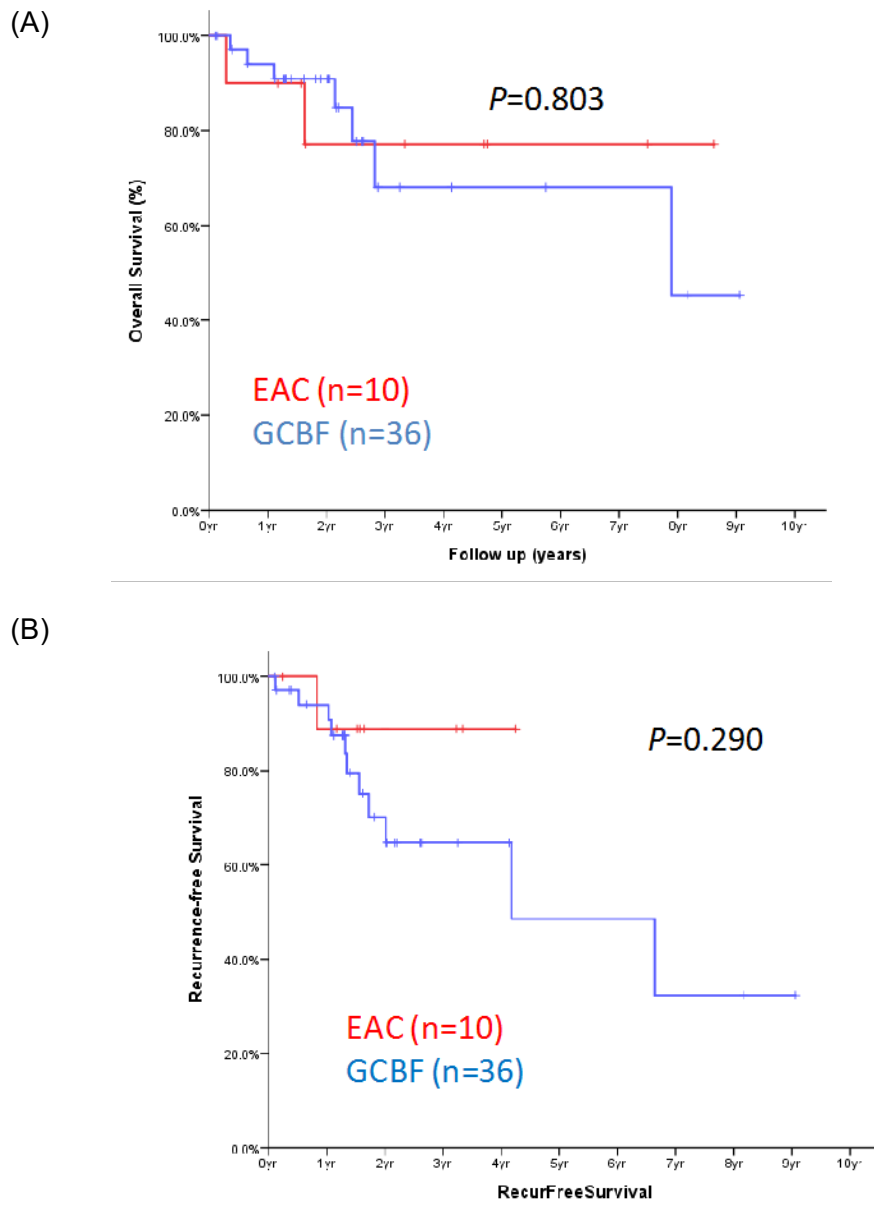 (A)
100.0%
80.0%
60.0%
40.0%
20.0%
0.0%
Overall Survival (%)
P=0.803
EAC (n=10)
GCBF (n=36)
0yr 1yr 2yr 3yr 4yr 5yr 6yr 7yr 8yr 9yr 10yr
Follow up (years)
(B)
100.0%
80.0%
60.0%
40.0%
20.0%
0.0%
Recurrence-free Survival
P=0.290
EAC (n=10)
GCBF (n=36)
0yr 1yr 2yr 3yr 4yr 5yr 6yr 7yr 8yr 9yr 10yr
RecurFreeSurvival